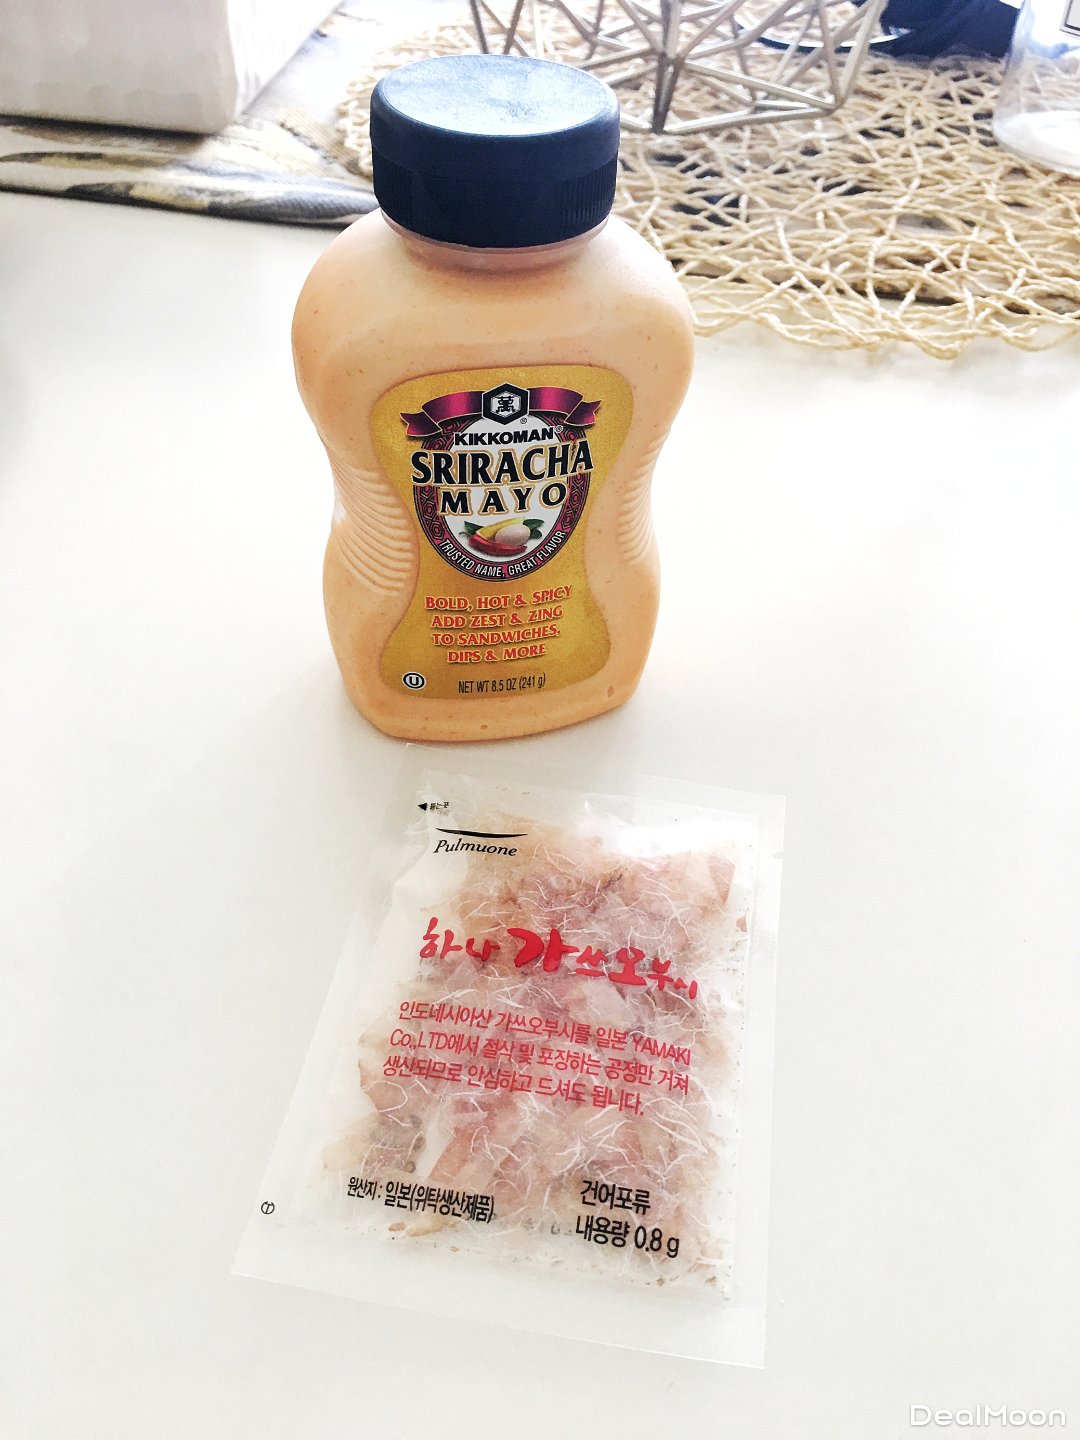 萬
KIKKOMAN®
SRIRACHA
MAYO
TRUSTED NAME, GREAT FLAVOR
BOLD, HOT & SPICY
ADD ZEST & ZING
TO SANDWICHES,
DIPS & MORE
U
NET WT 8.5 OZ (241 g)
◀ 뜯는곳
Pulmuone
하나 가쓰오부시
인도네시아산 가쓰오부시를 일본 YAMAKI
Co.,LTD에서 절삭 및 포장하는 공정만 거쳐
생산되므로 안심하고 드셔도 됩니다.
원산지 : 일본(위탁생산제품)
건어포류
내용량 0.8 g
DealMoon